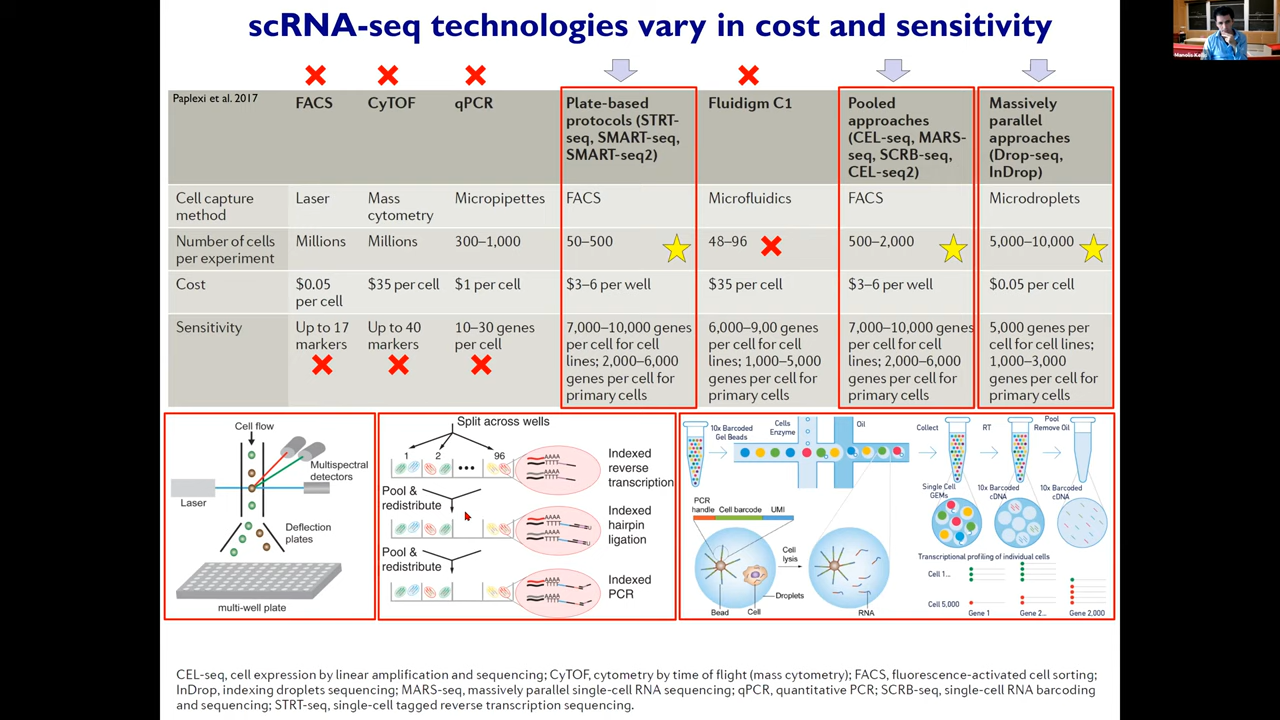 scRNA-seq technologies vary in cost and sensitivity
Paplexi et al. 2017
FACS
CyTOF
qPCR
Plate-based
protocols (STRT-
seq, SMART-seq,
SMART-seq2)
Fluidigm C1
Pooled
approaches
(CEL-seq, MARS-
seq, SCRB-seq,
CEL-seq2)
Massively
parallel
approaches
(Drop-seq,
InDrop)
Cell capture
method
Laser
Mass
cytometry
Micropipettes
FACS
Microfluidics
FACS
Microdroplets
Number of cells
per experiment
Millions
Millions
300–1,000
50–500
48–96
500–2,000
5,000–10,000
Cost
$0.05
per cell
$35 per cell
$1 per cell
$3–6 per well
$35 per cell
$3–6 per well
$0.05 per cell
Sensitivity
Up to 17
markers
Up to 40
markers
10–30 genes
per cell
7,000–10,000 genes
per cell for cell
lines; 2,000–6,000
genes per cell for
primary cells
6,000–9,00 genes
per cell for cell
lines; 1,000–5,000
genes per cell for
primary cells
7,000–10,000 genes
per cell for cell
lines; 2,000–6,000
genes per cell for
primary cells
5,000 genes per
cell for cell lines;
1,000–3,000
genes per cell for
primary cells
Cell flow
Multispectral
detectors
Laser
Deflection
plates
multi-well plate
Split across wells
1 2 96
AAAA
TTTT
AAAA
TTTT
Indexed
reverse
transcription
Pool &
redistribute
AAAA
TTTT
AAAA
TTTT
Indexed
hairpin
ligation
Pool &
redistribute
AAAA
TTTT
AAAA
TTTT
Indexed
PCR
10x Barcoded
Gel Beads
Cells
Enzyme
Oil
Collect
RT
Pool
Remove Oil
Single Cell
GEMs
10x Barcoded
cDNA
10x Barcoded
cDNA
PCR
handle
Cell barcode
UMI
Cell
lysis
Droplets
Bead
Cell
RNA
Transcriptional profiling of individual cells
Cell 1...
Cell 5,000
Gene 1
Gene 2...
Gene 2,000
CEL-seq, cell expression by linear amplification and sequencing; CyTOF, cytometry by time of flight (mass cytometry); FACS, fluorescence-activated cell sorting;
InDrop, indexing droplets sequencing; MARS-seq, massively parallel single-cell RNA sequencing; qPCR, quantitative PCR; SCRB-seq, single-cell RNA barcoding
and sequencing; STRT-seq, single-cell tagged reverse transcription sequencing.